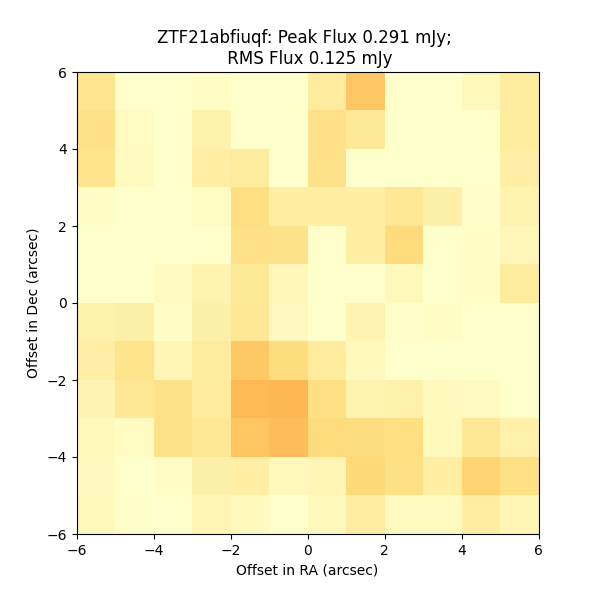 ZTF21abfiuqf: Peak Flux 0.291 mJy;
RMS Flux 0.125 mJy
6
4
2
0
−2
−4
−6
Offset in Dec (arcsec)
−6 −4 −2 0 2 4 6
Offset in RA (arcsec)